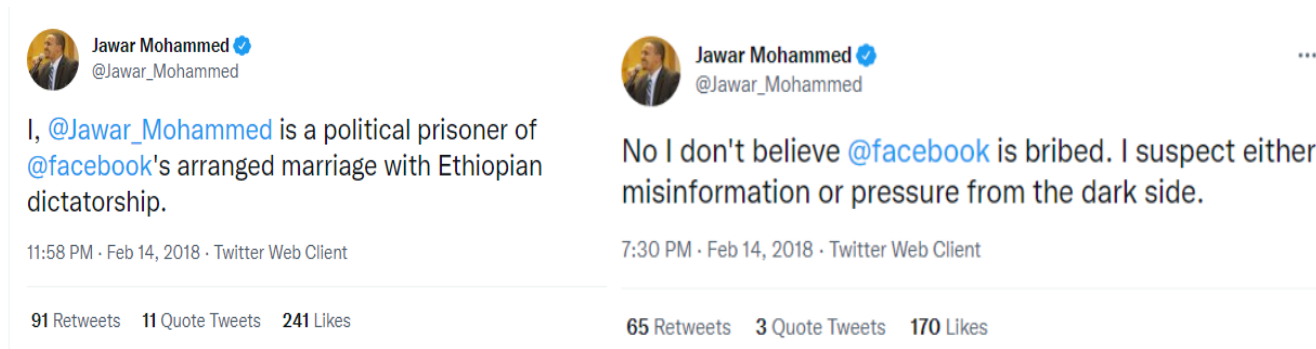 Jawar Mohammed
@Jawar_Mohammed
I, @Jawar_Mohammed is a political prisoner of
@facebook's arranged marriage with Ethiopian
dictatorship.
11:58 PM · Feb 14, 2018 · Twitter Web Client
91 Retweets 11 Quote Tweets 241 Likes
Jawar Mohammed
@Jawar_Mohammed
No I don't believe @facebook is bribed. I suspect either
misinformation or pressure from the dark side.
7:30 PM · Feb 14, 2018 · Twitter Web Client
65 Retweets 3 Quote Tweets 170 Likes